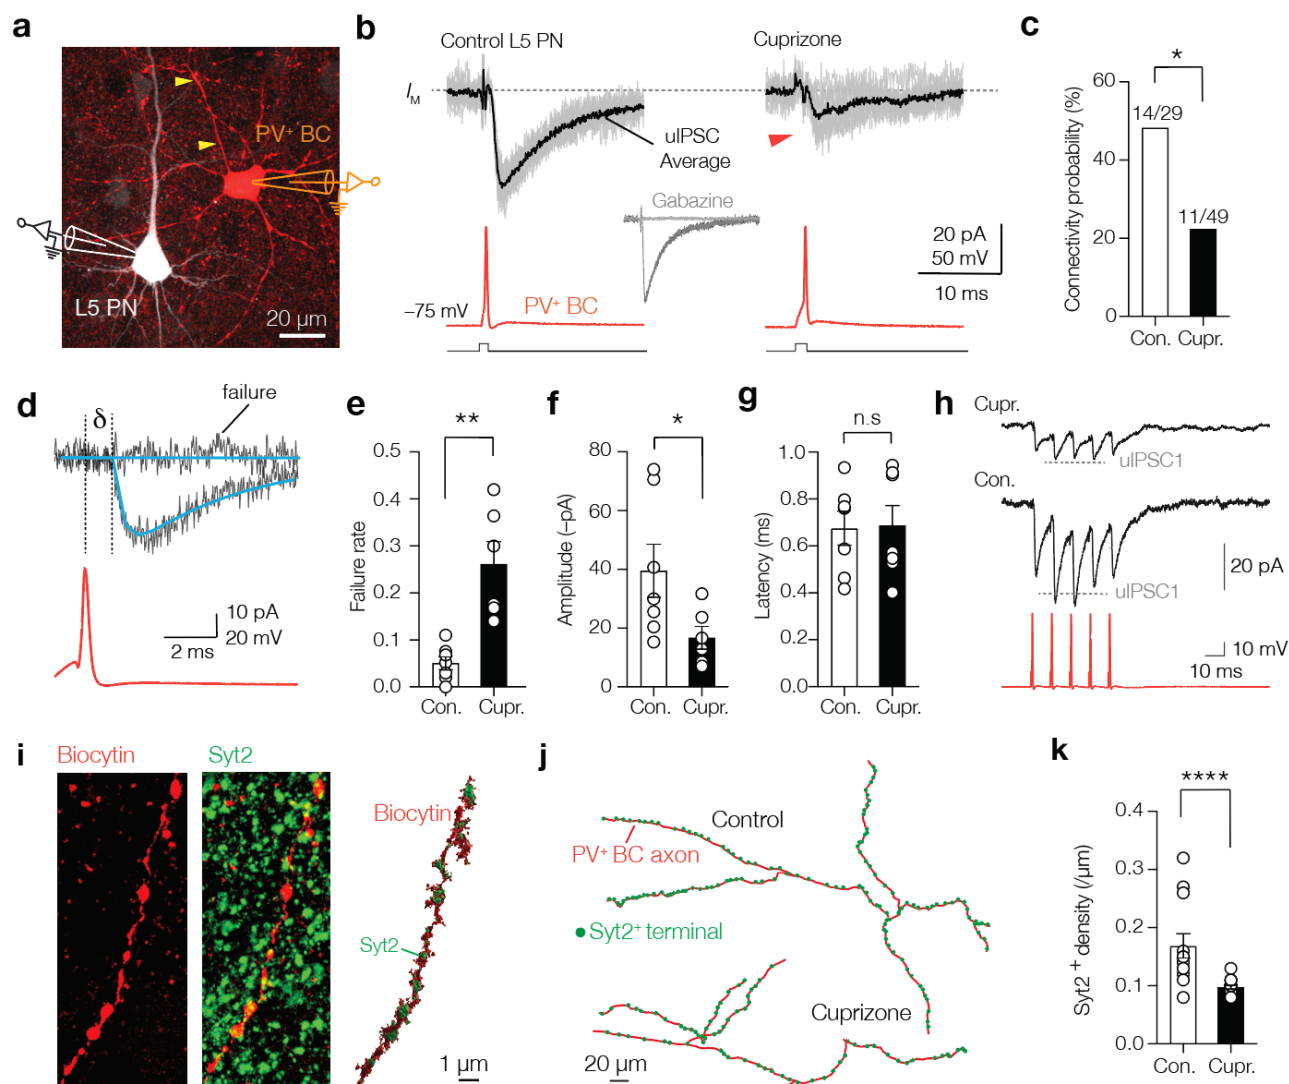 a
PV⁺ BC
L5 PN
20 µm
b
Control L5 PN
Cuprizone
I_M
uIPSC
Average
Gabazine
20 pA
50 mV
10 ms
−75 mV
PV⁺ BC
c
*
Connectivity probability (%)
60
40
20
0
14/29
11/49
Con.
Cupr.
d
δ
failure
10 pA
20 mV
2 ms
e
**
Failure rate
0.5
0.4
0.3
0.2
0.1
0.0
Con.
Cupr.
f
*
Amplitude (−pA)
80
60
40
20
0
Con.
Cupr.
g
n.s
Latency (ms)
1.0
0.8
0.6
0.4
0.2
0.0
Con.
Cupr.
h
Cupr.
uIPSC1
Con.
uIPSC1
20 pA
10 mV
10 ms
i
Biocytin
Syt2
Biocytin
Syt2
1 µm
j
Control
PV⁺ BC axon
Syt2⁺ terminal
Cuprizone
20 µm
k
****
Syt2⁺ density (/µm)
0.4
0.3
0.2
0.1
0.0
Con.
Cupr.